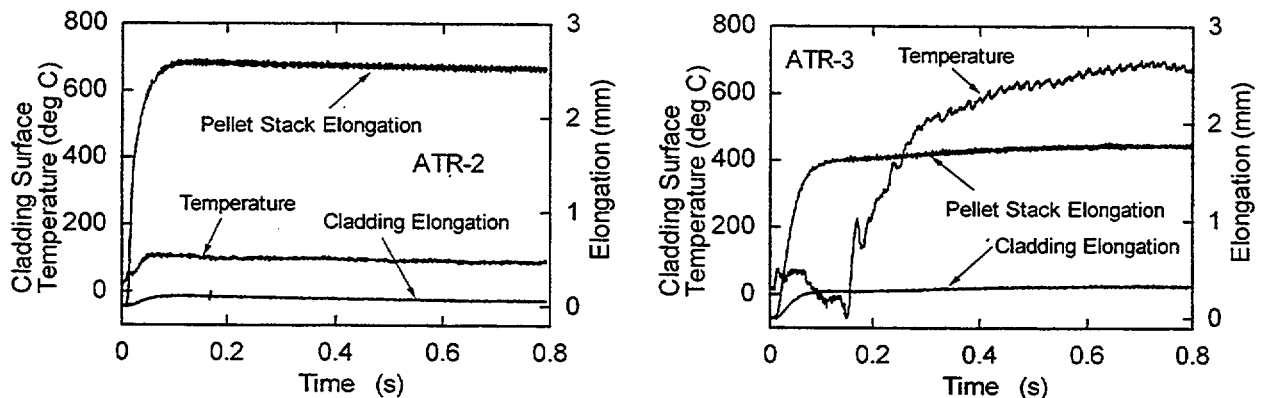 800
600
400
200
0
Cladding Surface
Temperature (deg C)
3
2
1
0
Elongation (mm)
Pellet Stack Elongation
ATR-2
Temperature
Cladding Elongation
0 0.2 0.4 0.6 0.8
Time (s)
800
600
400
200
0
Cladding Surface
Temperature (deg C)
3
2
1
0
Elongation (mm)
ATR-3
Temperature
Pellet Stack Elongation
Cladding Elongation
0 0.2 0.4 0.6 0.8
Time (s)